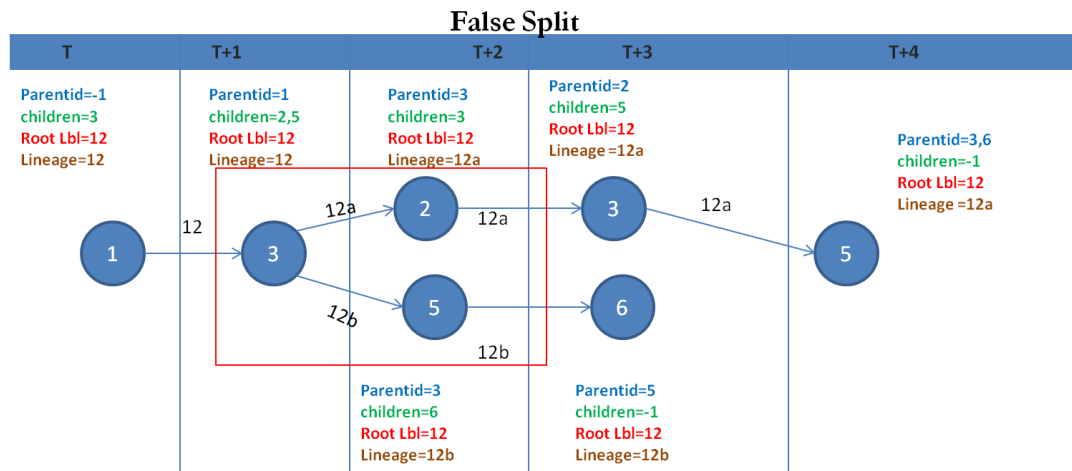 False Split
T T+1 T+2 T+3 T+4
Parentid=-1
children=3
Root Lbl=12
Lineage=12
Parentid=1
children=2,5
Root Lbl=12
Lineage=12
Parentid=3
children=3
Root Lbl=12
Lineage=12a
Parentid=2
children=5
Root Lbl=12
Lineage =12a
Parentid=3,6
children=-1
Root Lbl=12
Lineage =12a
1
12
3
12a
2
12a
3
12a
5
12b
5
12b
6
Parentid=3
children=6
Root Lbl=12
Lineage=12b
Parentid=5
children=-1
Root Lbl=12
Lineage=12b